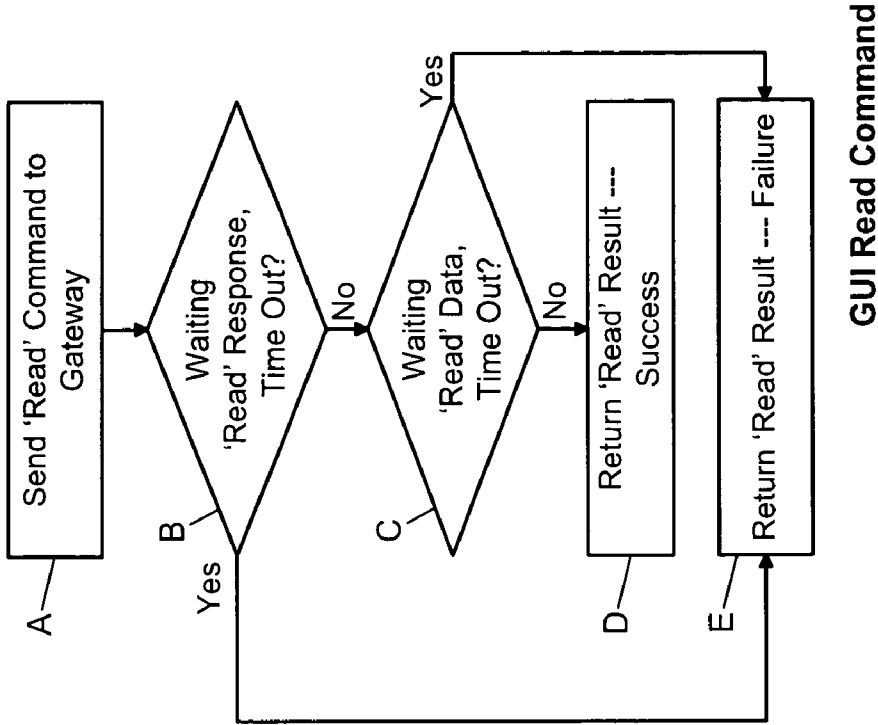 A
Send ‘Read’ Command to
Gateway
B
Waiting
‘Read’ Response,
Time Out?
Yes
No
C
Waiting
‘Read’ Data,
Time Out?
Yes
No
D
Return ‘Read’ Result ---
Success
E
Return ‘Read’ Result --- Failure
GUI Read Command